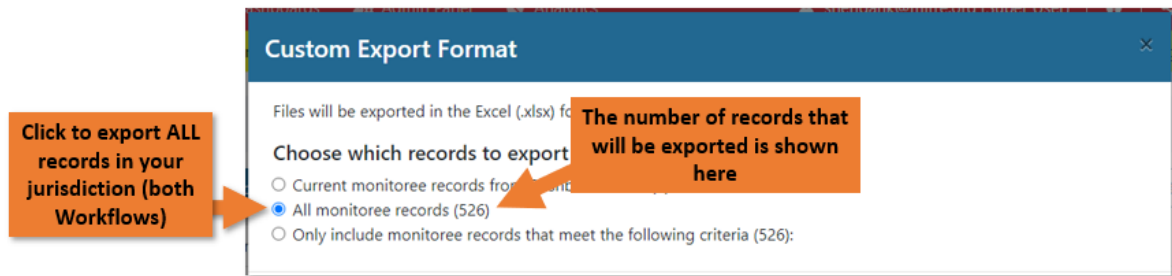 Custom Export Format
×
Files will be exported in the Excel (.xlsx)
The number of records that
will be exported is shown
here
Click to export ALL
records in your
jurisdiction (both
Workflows)
Choose which records to export
Current monitoree records
All monitoree records (526)
Only include monitoree records that meet the following criteria (526):